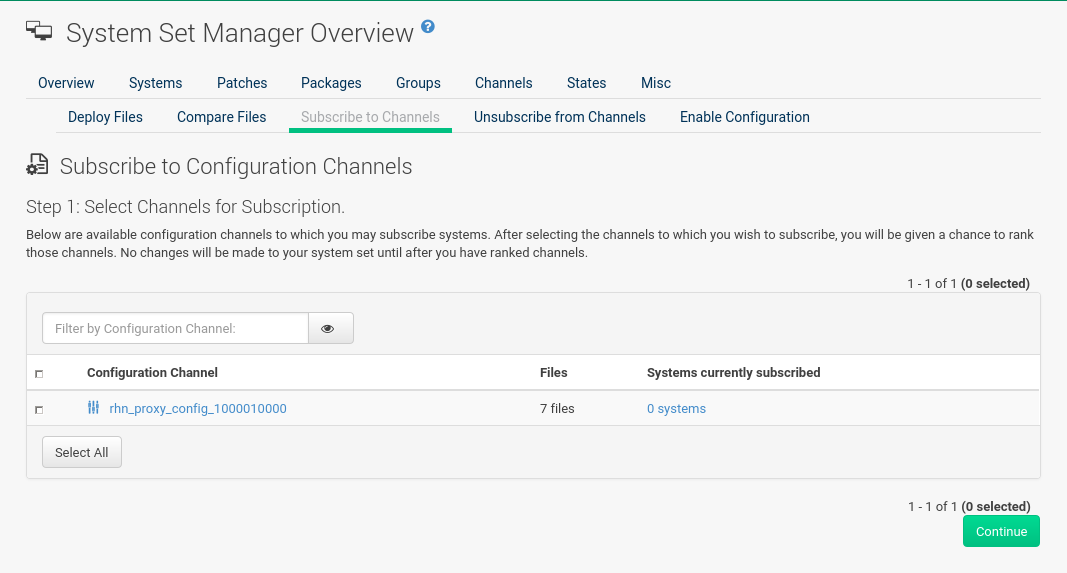 System Set Manager Overview ?
Overview Systems Patches Packages Groups Channels States Misc
Deploy Files Compare Files Subscribe to Channels Unsubscribe from Channels Enable Configuration
Subscribe to Configuration Channels
Step 1: Select Channels for Subscription.
Below are available configuration channels to which you may subscribe systems. After selecting the channels to which you wish to subscribe, you will be given a chance to rank
those channels. No changes will be made to your system set until after you have ranked channels.
1 - 1 of 1 (0 selected)
Filter by Configuration Channel:
Configuration Channel Files Systems currently subscribed
rhn_proxy_config_1000010000 7 files 0 systems
Select All
1 - 1 of 1 (0 selected)
Continue